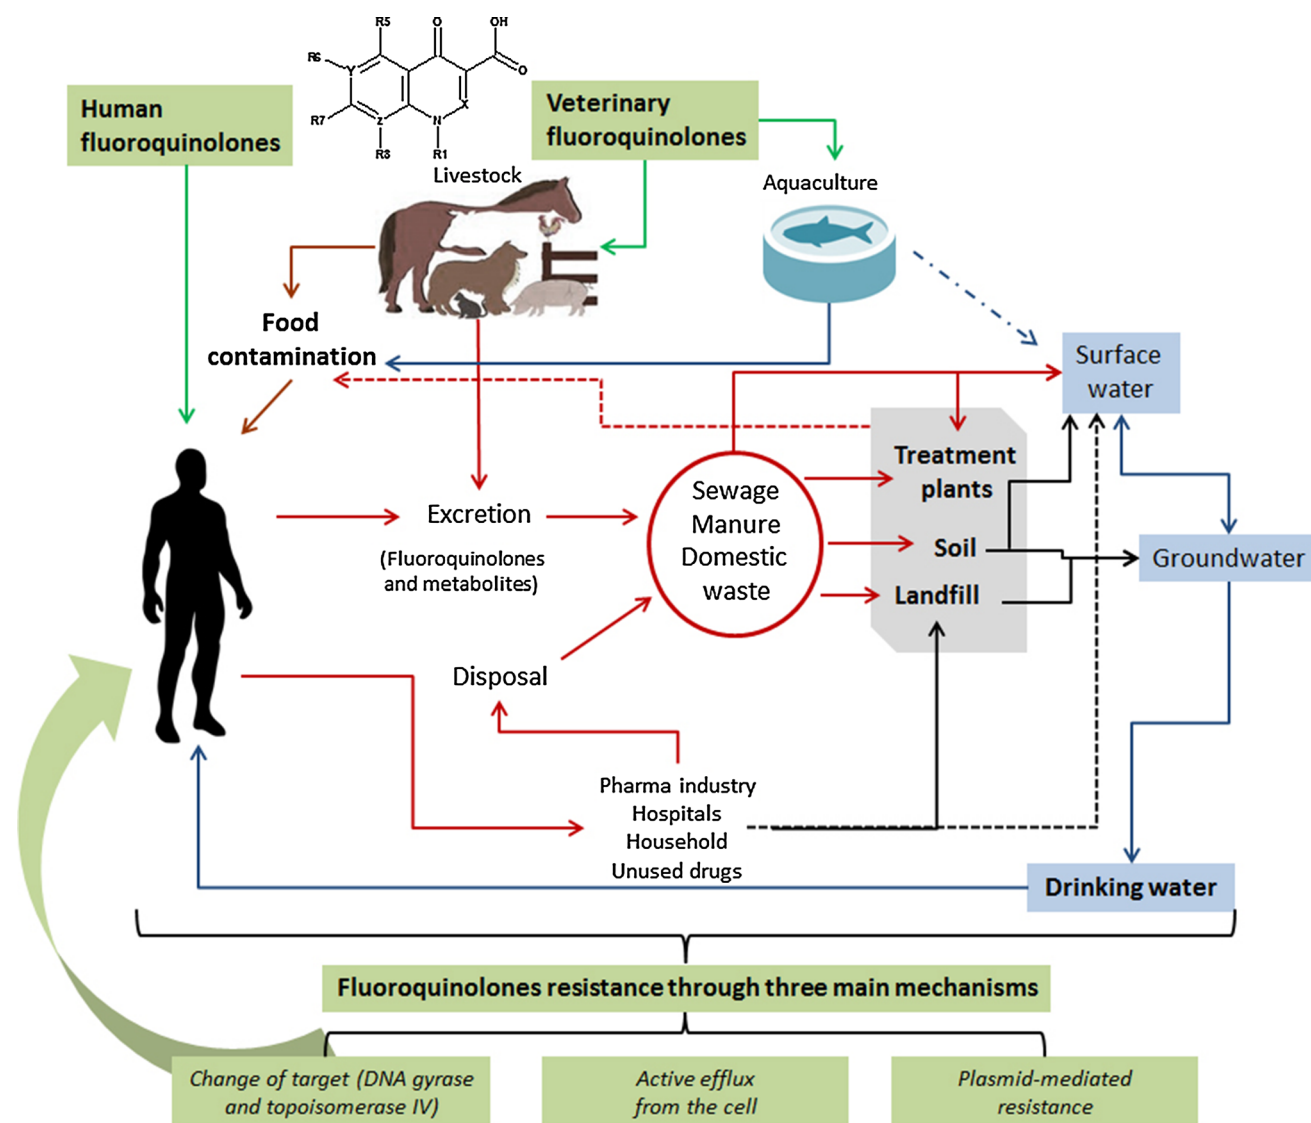 R5
O
OH
R6
Y
O
X
R7
Z
N
R8
R1
Human
fluoroquinolones
Veterinary
fluoroquinolones
Livestock
Aquaculture
Food
contamination
Surface
water
Treatment
plants
Sewage
Manure
Domestic
waste
Excretion
(Fluoroquinolones
and metabolites)
Soil
Groundwater
Landfill
Disposal
Pharma industry
Hospitals
Household
Unused drugs
Drinking water
Fluoroquinolones resistance through three main mechanisms
Change of target (DNA gyrase
and topoisomerase IV)
Active efflux
from the cell
Plasmid-mediated
resistance